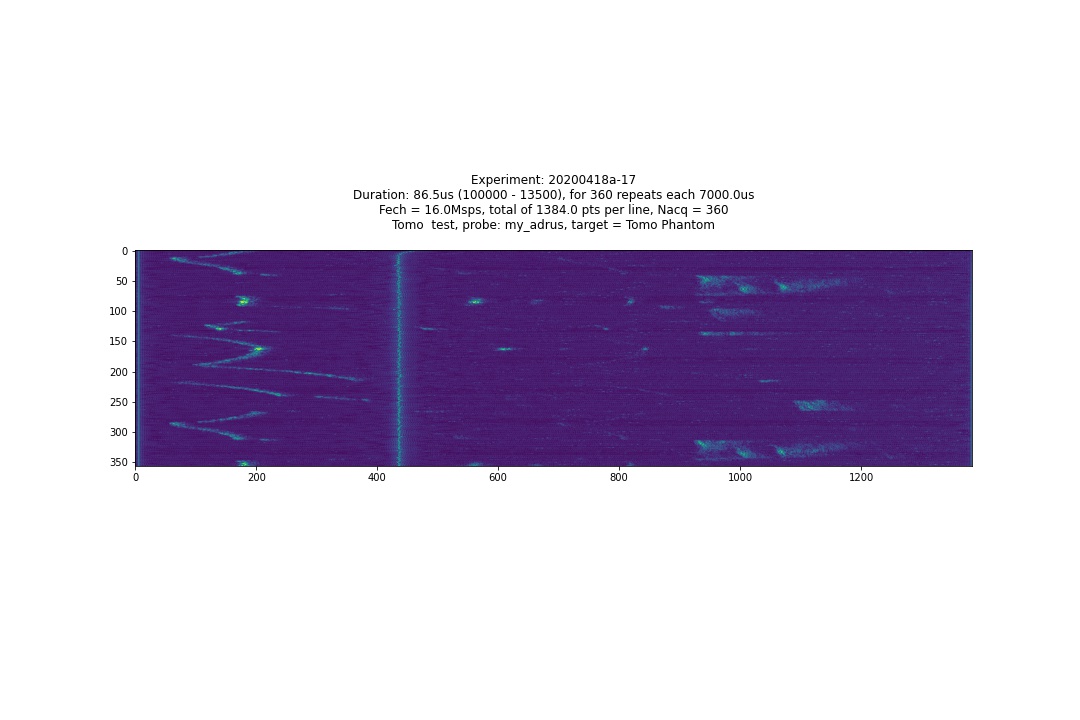 Experiment: 20200418a-17
Duration: 86.5us (100000 - 13500), for 360 repeats each 7000.0us
Fech = 16.0Msps, total of 1384.0 pts per line, Nacq = 360
Tomo  test, probe: my_adrus, target = Tomo Phantom
0
50
100
150
200
250
300
350
0 200 400 600 800 1000 1200